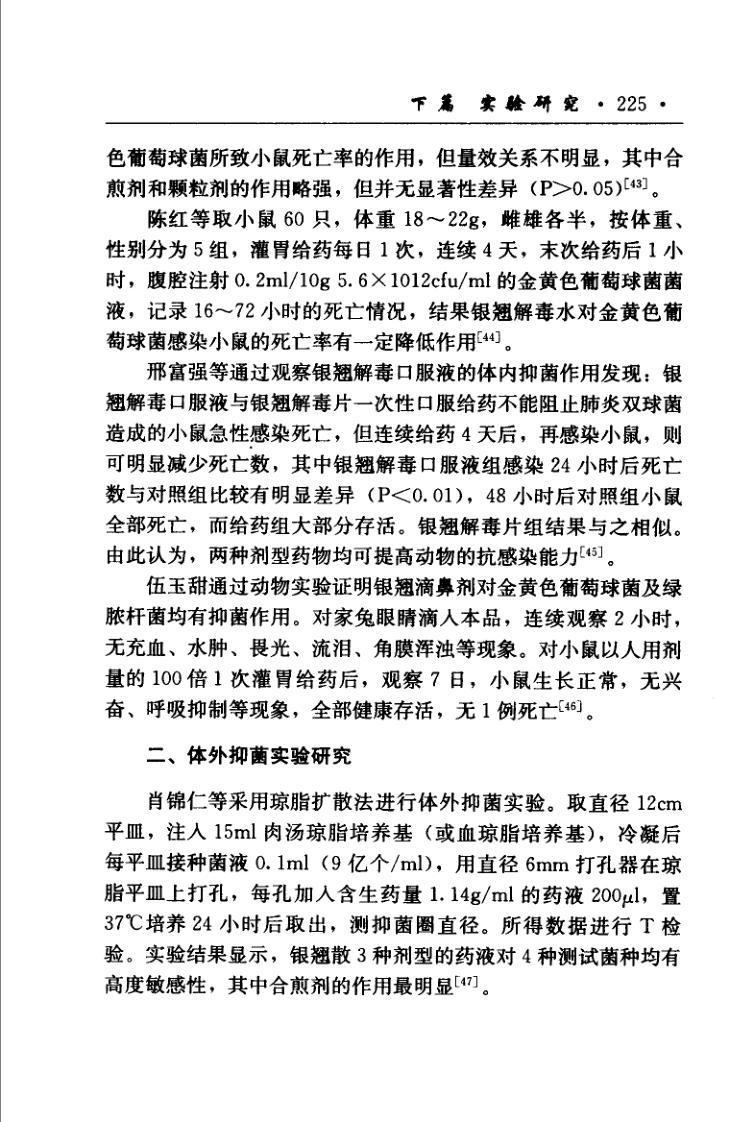 下篇 实验研究 · 225 ·
色葡萄球菌所致小鼠死亡率的作用，但量效关系不明显，其中合
煎剂和颗粒剂的作用略强，但并无显著性差异（P＞0.05）[43]。
陈红等取小鼠 60 只，体重 18～22g，雌雄各半，按体重、
性别分为 5 组，灌胃给药每日 1 次，连续 4 天，末次给药后 1 小
时，腹腔注射 0.2ml/10g 5.6×1012cfu/ml 的金黄色葡萄球菌菌
液，记录 16～72 小时的死亡情况，结果银翘解毒水对金黄色葡
萄球菌感染小鼠的死亡率有一定降低作用[44]。
邢富强等通过观察银翘解毒口服液的体内抑菌作用发现：银
翘解毒口服液与银翘解毒片一次性口服给药不能阻止肺炎双球菌
造成的小鼠急性感染死亡，但连续给药 4 天后，再感染小鼠，则
可明显减少死亡数，其中银翘解毒口服液组感染 24 小时后死亡
数与对照组比较有明显差异（P＜0.01），48 小时后对照组小鼠
全部死亡，而给药组大部分存活。银翘解毒片组结果与之相似。
由此认为，两种剂型药物均可提高动物的抗感染能力[45]。
伍玉甜通过动物实验证明银翘滴鼻剂对金黄色葡萄球菌及绿
脓杆菌均有抑菌作用。对家兔眼睛滴人本品，连续观察 2 小时，
无充血、水肿、畏光、流泪、角膜浑浊等现象。对小鼠以人用剂
量的 100 倍 1 次灌胃给药后，观察 7 日，小鼠生长正常，无兴
奋、呼吸抑制等现象，全部健康存活，无 1 例死亡[46]。
二、体外抑菌实验研究
肖锦仁等采用琼脂扩散法进行体外抑菌实验。取直径 12cm
平皿，注人 15ml 肉汤琼脂培养基（或血琼脂培养基），冷凝后
每平皿接种菌液 0.1ml（9 亿个/ml），用直径 6mm 打孔器在琼
脂平皿上打孔，每孔加人含生药量 1.14g/ml 的药液 200μl，置
37℃培养 24 小时后取出，测抑菌圈直径。所得数据进行 T 检
验。实验结果显示，银翘散 3 种剂型的药液对 4 种测试菌种均有
高度敏感性，其中合煎剂的作用最明显[47]。